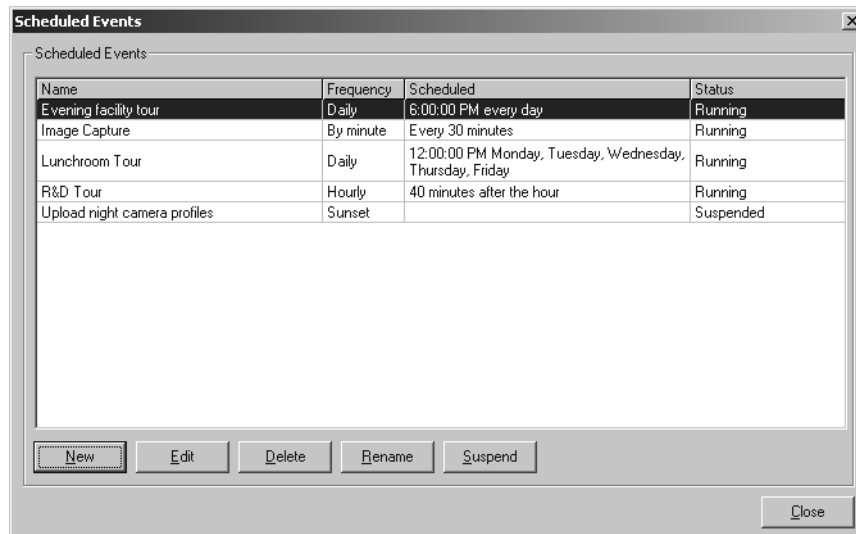 Scheduled Events
Scheduled Events
Name Frequency Scheduled Status
Evening facility tour Daily 6:00:00 PM every day Running
Image Capture By minute Every 30 minutes Running
Lunchroom Tour Daily 12:00:00 PM Monday, Tuesday, Wednesday, Thursday, Friday Running
R&D Tour Hourly 40 minutes after the hour Running
Upload night camera profiles Sunset Suspended
New Edit Delete Rename Suspend
Close